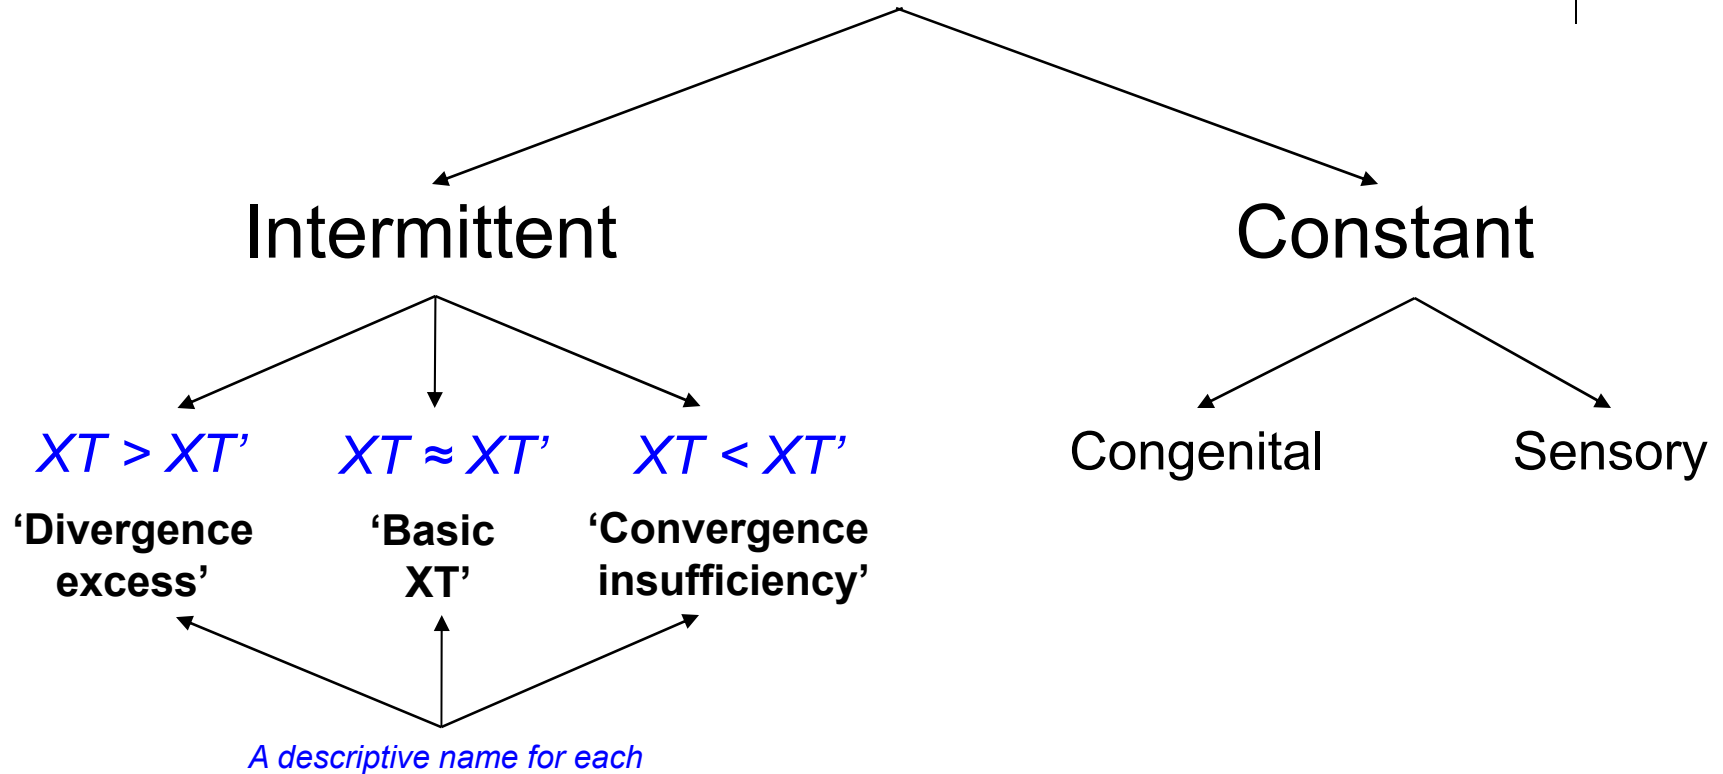 Intermittent
Constant
XT > XT’
XT ≈ XT’
XT < XT’
Congenital
Sensory
‘Divergence
excess’
‘Basic
XT’
‘Convergence
insufficiency’
A descriptive name for each